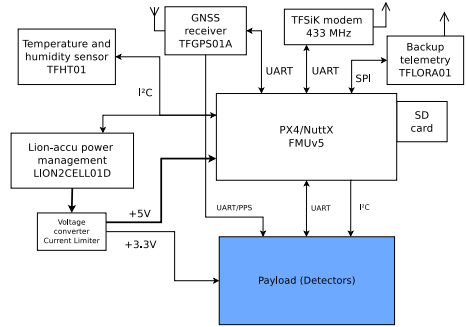 GNSS
receiver
TFGPS01A
TFSiK modem
433 MHz
Temperature and
humidity sensor
TFHT01
Backup
telemetry
TFLORA01
UART
UART
SPI
I²C
SD
card
PX4/NuttX
FMUv5
Lion-accu power
management
LION2CELL01D
UART/PPS
UART
I²C
Voltage
converter
Current Limiter
+5V
+3.3V
Payload (Detectors)